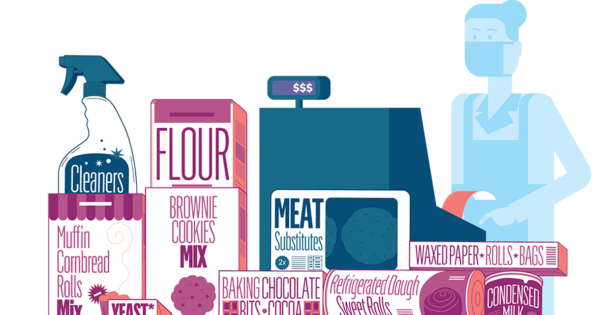 $$$
FLOUR
Cleaners
BROWNIE
COOKIES
MIX
MEAT
Substitutes
2x
Muffin
Cornbread
Rolls
Mix
YEAST*
WAXED PAPER * ROLLS * BAGS
BAKING CHOCOLATE
BITS • COCOA
Refrigerated Dough
Sweet Rolls
CONDENSED
MILK